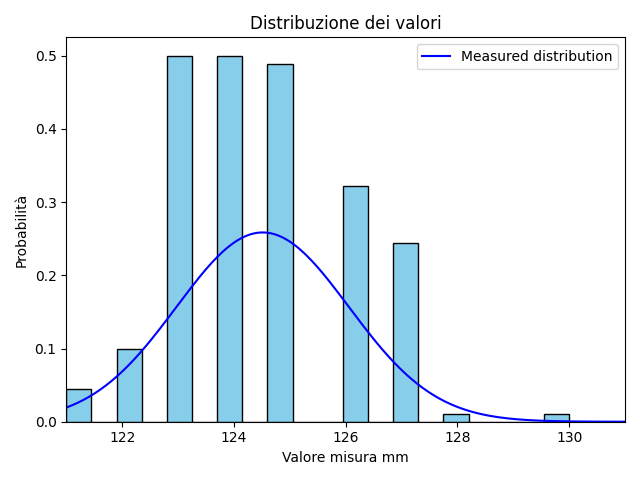 Distribuzione dei valori
Measured distribution
0.5
0.4
0.3
0.2
0.1
0.0
Probabilità
122 124 126 128 130
Valore misura mm